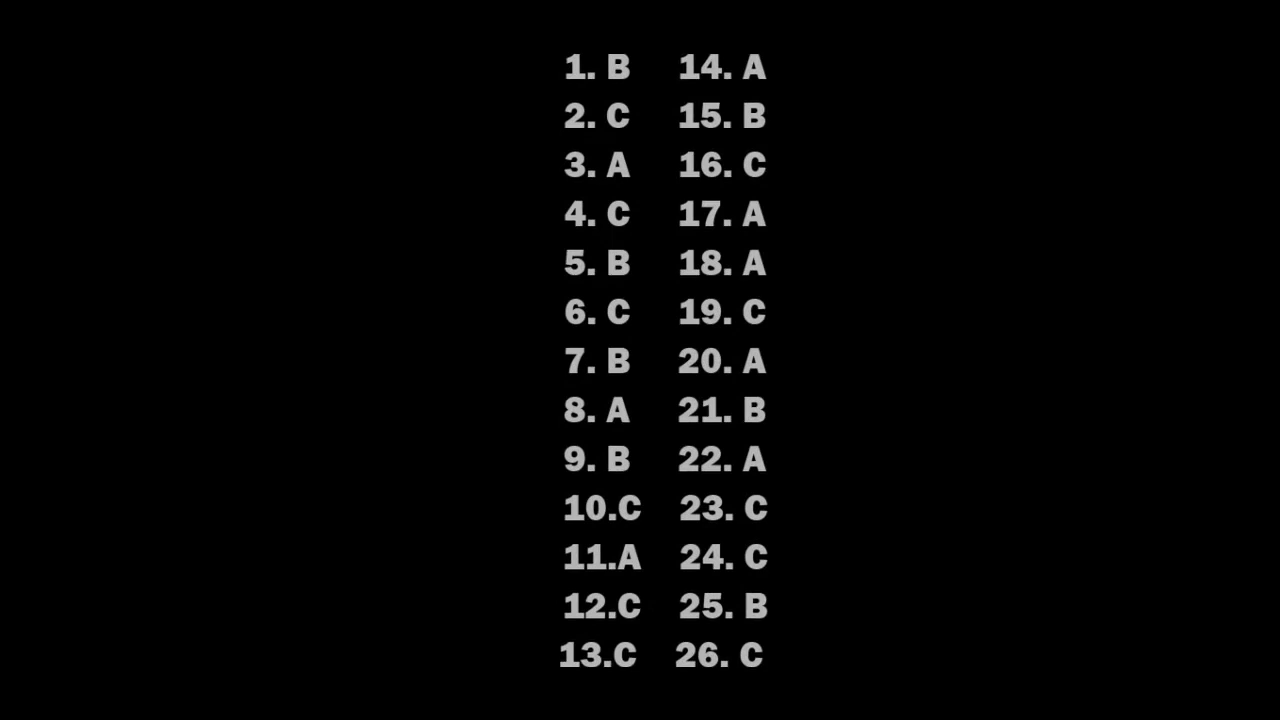 1. B
2. C
3. A
4. C
5. B
6. C
7. B
8. A
9. B
10.C
11.A
12.C
13.C
14. A
15. B
16. C
17. A
18. A
19. C
20. A
21. B
22. A
23. C
24. C
25. B
26. C